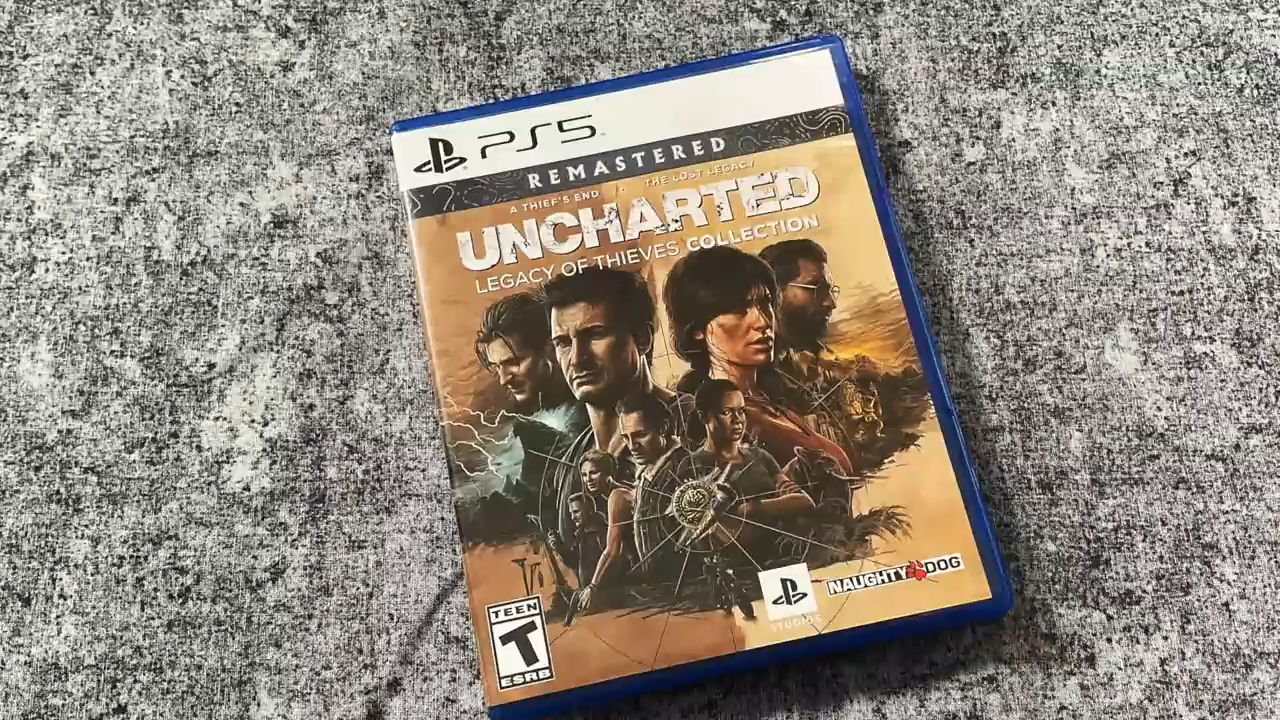 PS5
REMASTERED
A THIEF'S END THE LOST LEGACY
UNCHARTED
LEGACY OF THIEVES COLLECTION
TEEN
T
ESRB
STUDIOS
NAUGHTY DOG